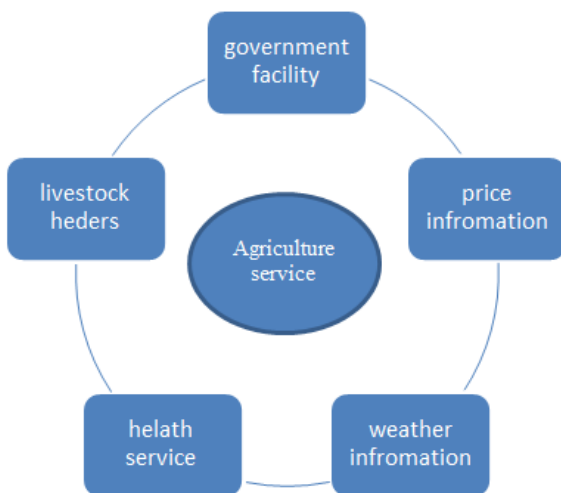 government
facility
livestock
heders
price
infromation
Agriculture
service
helath
service
weather
infromation